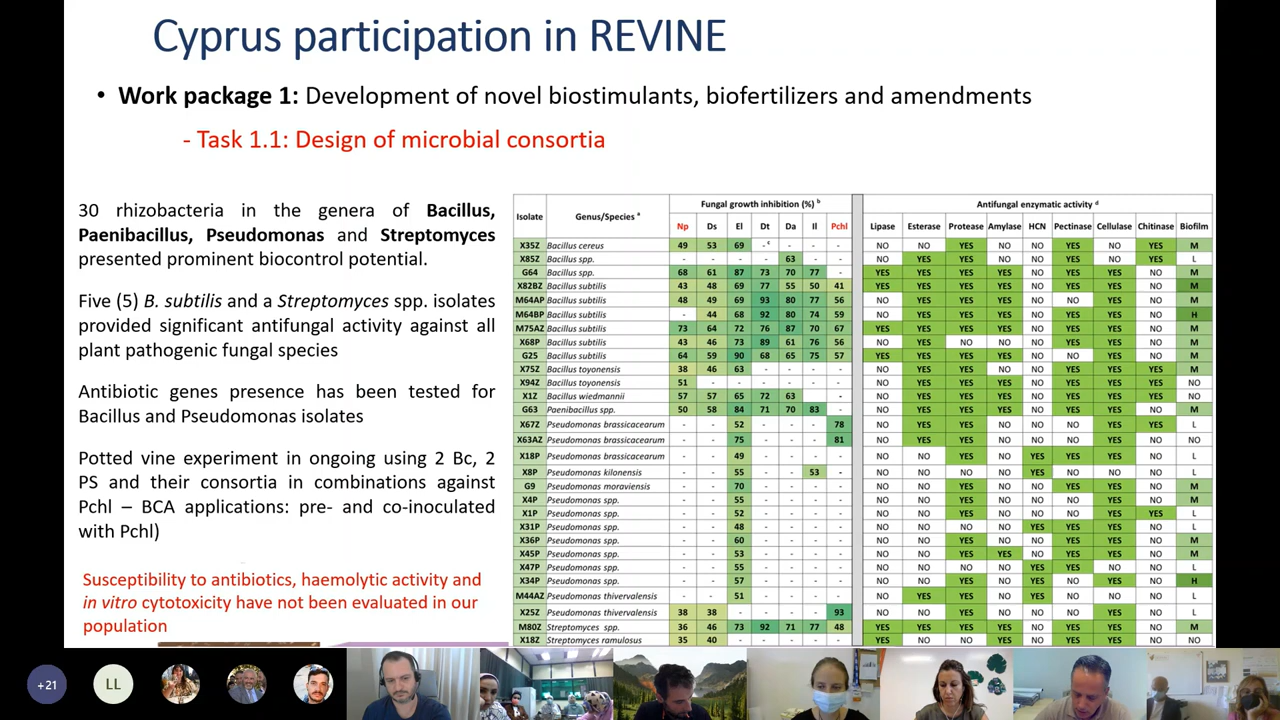 Cyprus participation in REVINE
• Work package 1: Development of novel biostimulants, biofertilizers and amendments
- Task 1.1: Design of microbial consortia
30 rhizobacteria in the genera of Bacillus,
Paenibacillus, Pseudomonas and Streptomyces
presented prominent biocontrol potential.
Five (5) B. subtilis and a Streptomyces spp. isolates
provided significant antifungal activity against all
plant pathogenic fungal species
Antibiotic genes presence has been tested for
Bacillus and Pseudomonas isolates
Potted vine experiment in ongoing using 2 Bc, 2
PS and their consortia in combinations against
Pchl – BCA applications: pre- and co-inoculated
with Pchl)
Susceptibility to antibiotics, haemolytic activity and
in vitro cytotoxicity have not been evaluated in our
population
Isolate Genus/Species a Fungal growth inhibition (%) b Antifungal enzymatic activity d
Np Ds El Dt Da Il Pchl Lipase Esterase Protease Amylase HCN Pectinase Cellulase Chitinase Biofilm
X35Z Bacillus cereus 49 53 69 -c - - - NO NO YES NO NO YES NO YES M
X85Z Bacillus spp. - - - - 63 - - NO YES YES NO NO YES YES YES L
G64 Bacillus spp. 68 61 87 73 70 77 - YES YES YES YES NO YES YES NO M
X82BZ Bacillus subtilis 43 48 69 77 55 50 41 YES YES YES NO NO YES YES NO M
M64AP Bacillus subtilis 48 49 69 93 80 77 56 NO YES YES YES NO NO YES NO M
M64BP Bacillus subtilis - 44 68 92 80 74 59 NO YES YES YES NO YES YES NO H
M75AZ Bacillus subtilis 73 64 72 76 87 70 67 YES YES YES YES NO YES YES NO M
X68P Bacillus subtilis 43 46 73 89 61 76 56 NO YES NO NO NO YES YES NO M
G25 Bacillus subtilis 64 59 90 68 65 75 57 YES YES YES YES NO NO YES NO M
X75Z Bacillus toyonensis 38 46 63 - - - - NO YES YES NO NO YES YES YES M
X94Z Bacillus toyonensis 51 - - - - - - NO YES YES YES NO YES YES YES NO
X1Z Bacillus wiedmannii 57 57 65 72 63 - NO YES YES YES NO YES YES YES NO
G63 Paenibacillus spp. 50 58 84 71 70 83 - NO YES YES YES NO YES YES NO M
X67Z Pseudomonas brassicacearum - - 52 - - - 78 NO YES YES NO NO YES YES YES L
X63AZ Pseudomonas brassicacearum - - 75 - - - 81 NO YES YES NO NO YES YES NO NO
X18P Pseudomonas brassicacearum - - 49 - - - - NO NO YES NO YES YES YES NO L
X8P Pseudomonas kilonensis - - 55 - - 53 - NO NO NO NO YES NO NO NO L
G9 Pseudomonas moraviensis - - 70 - - - - NO NO YES NO NO NO YES NO M
X4P Pseudomonas spp. - - 55 - - - - NO NO YES NO NO NO YES NO M
X1P Pseudomonas spp. - - 52 - - - - NO NO YES NO NO NO YES YES L
X31P Pseudomonas spp. - - 48 - - - - NO NO NO NO YES YES YES NO L
X36P Pseudomonas spp. - - 60 - - - - NO NO YES NO NO YES YES NO M
X45P Pseudomonas spp. - - 53 - - - - NO NO YES YES NO YES YES NO M
X47P Pseudomonas spp. - - 55 - - - - NO NO NO NO YES YES NO NO L
X34P Pseudomonas spp. - - 57 - - - - NO NO YES NO YES NO YES NO H
M44AZ Pseudomonas thivervalensis - - 51 - - - - NO YES YES NO YES NO NO NO L
X25Z Pseudomonas thivervalensis 38 38 - - - - 93 NO NO YES NO NO NO YES NO L
M80Z Streptomyces spp. 36 46 73 92 71 77 48 YES YES YES YES NO YES YES NO M
X18Z Streptomyces ramulosus 35 40 - - - - - YES NO NO YES NO YES YES NO NO
+21
LL